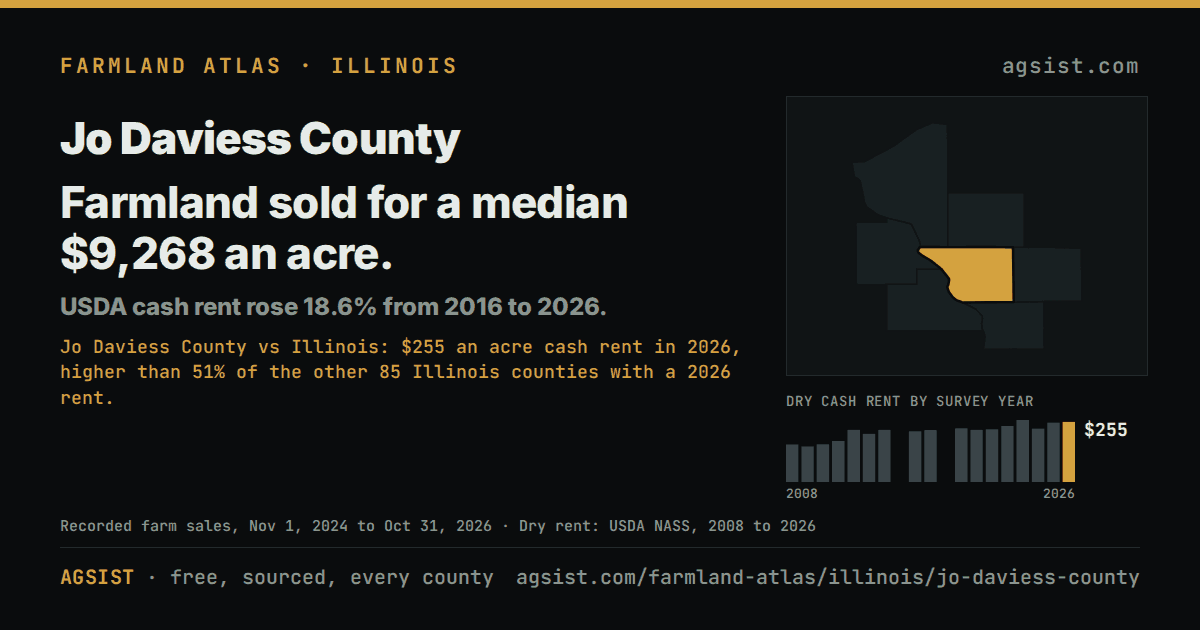 FARMLAND ATLAS · ILLINOIS
agsist.com
Jo Daviess County
Farmland sold for a median
$9,268 an acre.
USDA cash rent rose 18.6% from 2016 to 2026.
Jo Daviess County vs Illinois: $255 an acre cash rent in 2026,
higher than 51% of the other 85 Illinois counties with a 2026
rent.
DRY CASH RENT BY SURVEY YEAR
$255
2008
2026
Recorded farm sales, Nov 1, 2024 to Oct 31, 2026 · Dry rent: USDA NASS, 2008 to 2026
AGSIST · free, sourced, every county
agsist.com/farmland-atlas/illinois/jo-daviess-county